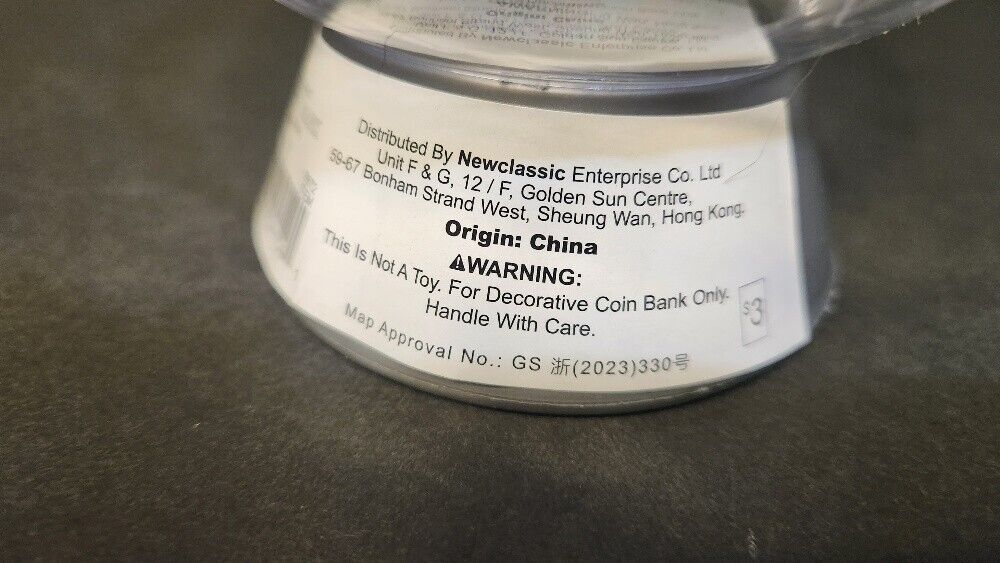 Distributed By Newclassic Enterprise Co. Ltd
Unit F & G, 12 / F, Golden Sun Centre,
59-67 Bonham Strand West, Sheung Wan, Hong Kong.
Origin: China
⚠WARNING:
This Is Not A Toy. For Decorative Coin Bank Only.
Handle With Care.
$3
Map Approval No.: GS 浙(2023)330号